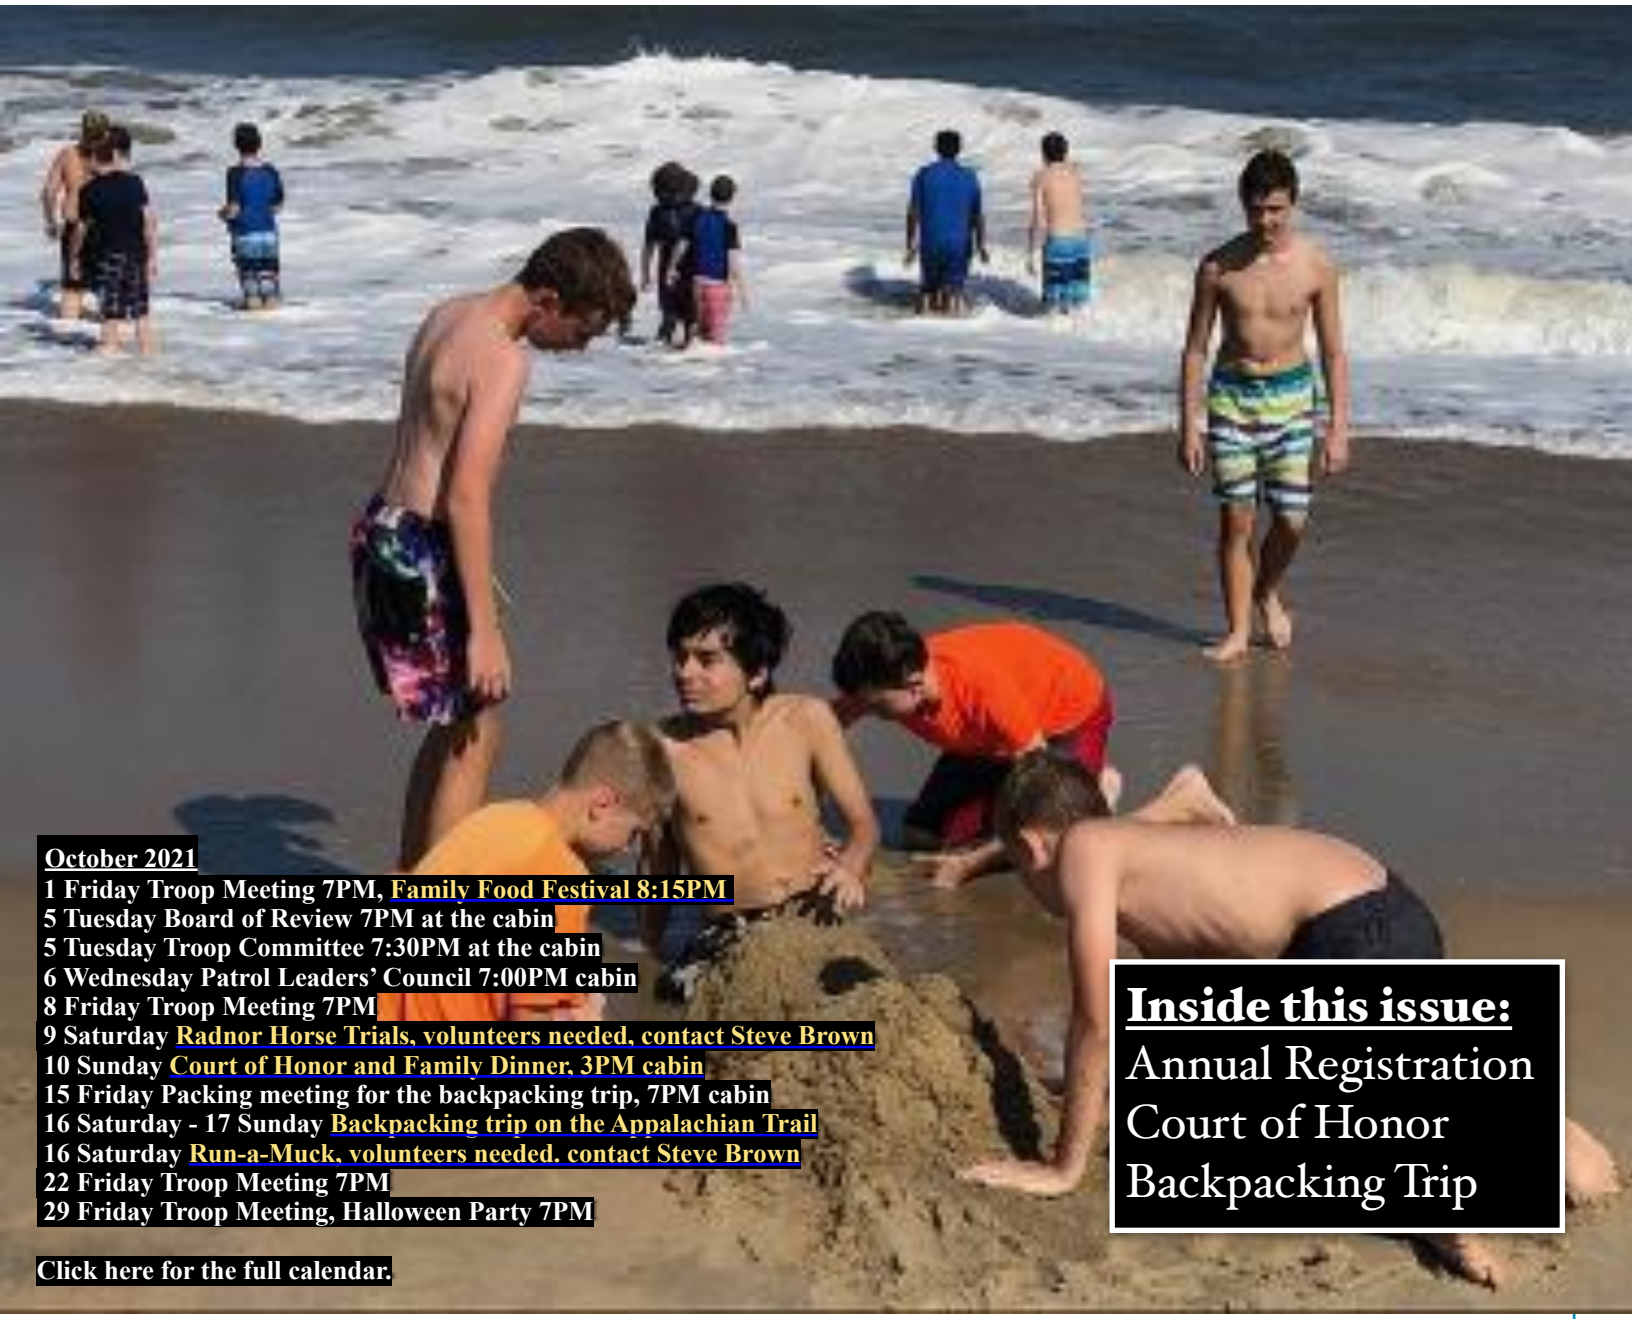 October 2021
1 Friday Troop Meeting 7PM, Family Food Festival 8:15PM
5 Tuesday Board of Review 7PM at the cabin
5 Tuesday Troop Committee 7:30PM at the cabin
6 Wednesday Patrol Leaders’ Council 7:00PM cabin
8 Friday Troop Meeting 7PM
9 Saturday Radnor Horse Trials, volunteers needed, contact Steve Brown
10 Sunday Court of Honor and Family Dinner, 3PM cabin
15 Friday Packing meeting for the backpacking trip, 7PM cabin
16 Saturday - 17 Sunday Backpacking trip on the Appalachian Trail
16 Saturday Run-a-Muck, volunteers needed. contact Steve Brown
22 Friday Troop Meeting 7PM
29 Friday Troop Meeting, Halloween Party 7PM
Click here for the full calendar.
Inside this issue:
Annual Registration
Court of Honor
Backpacking Trip